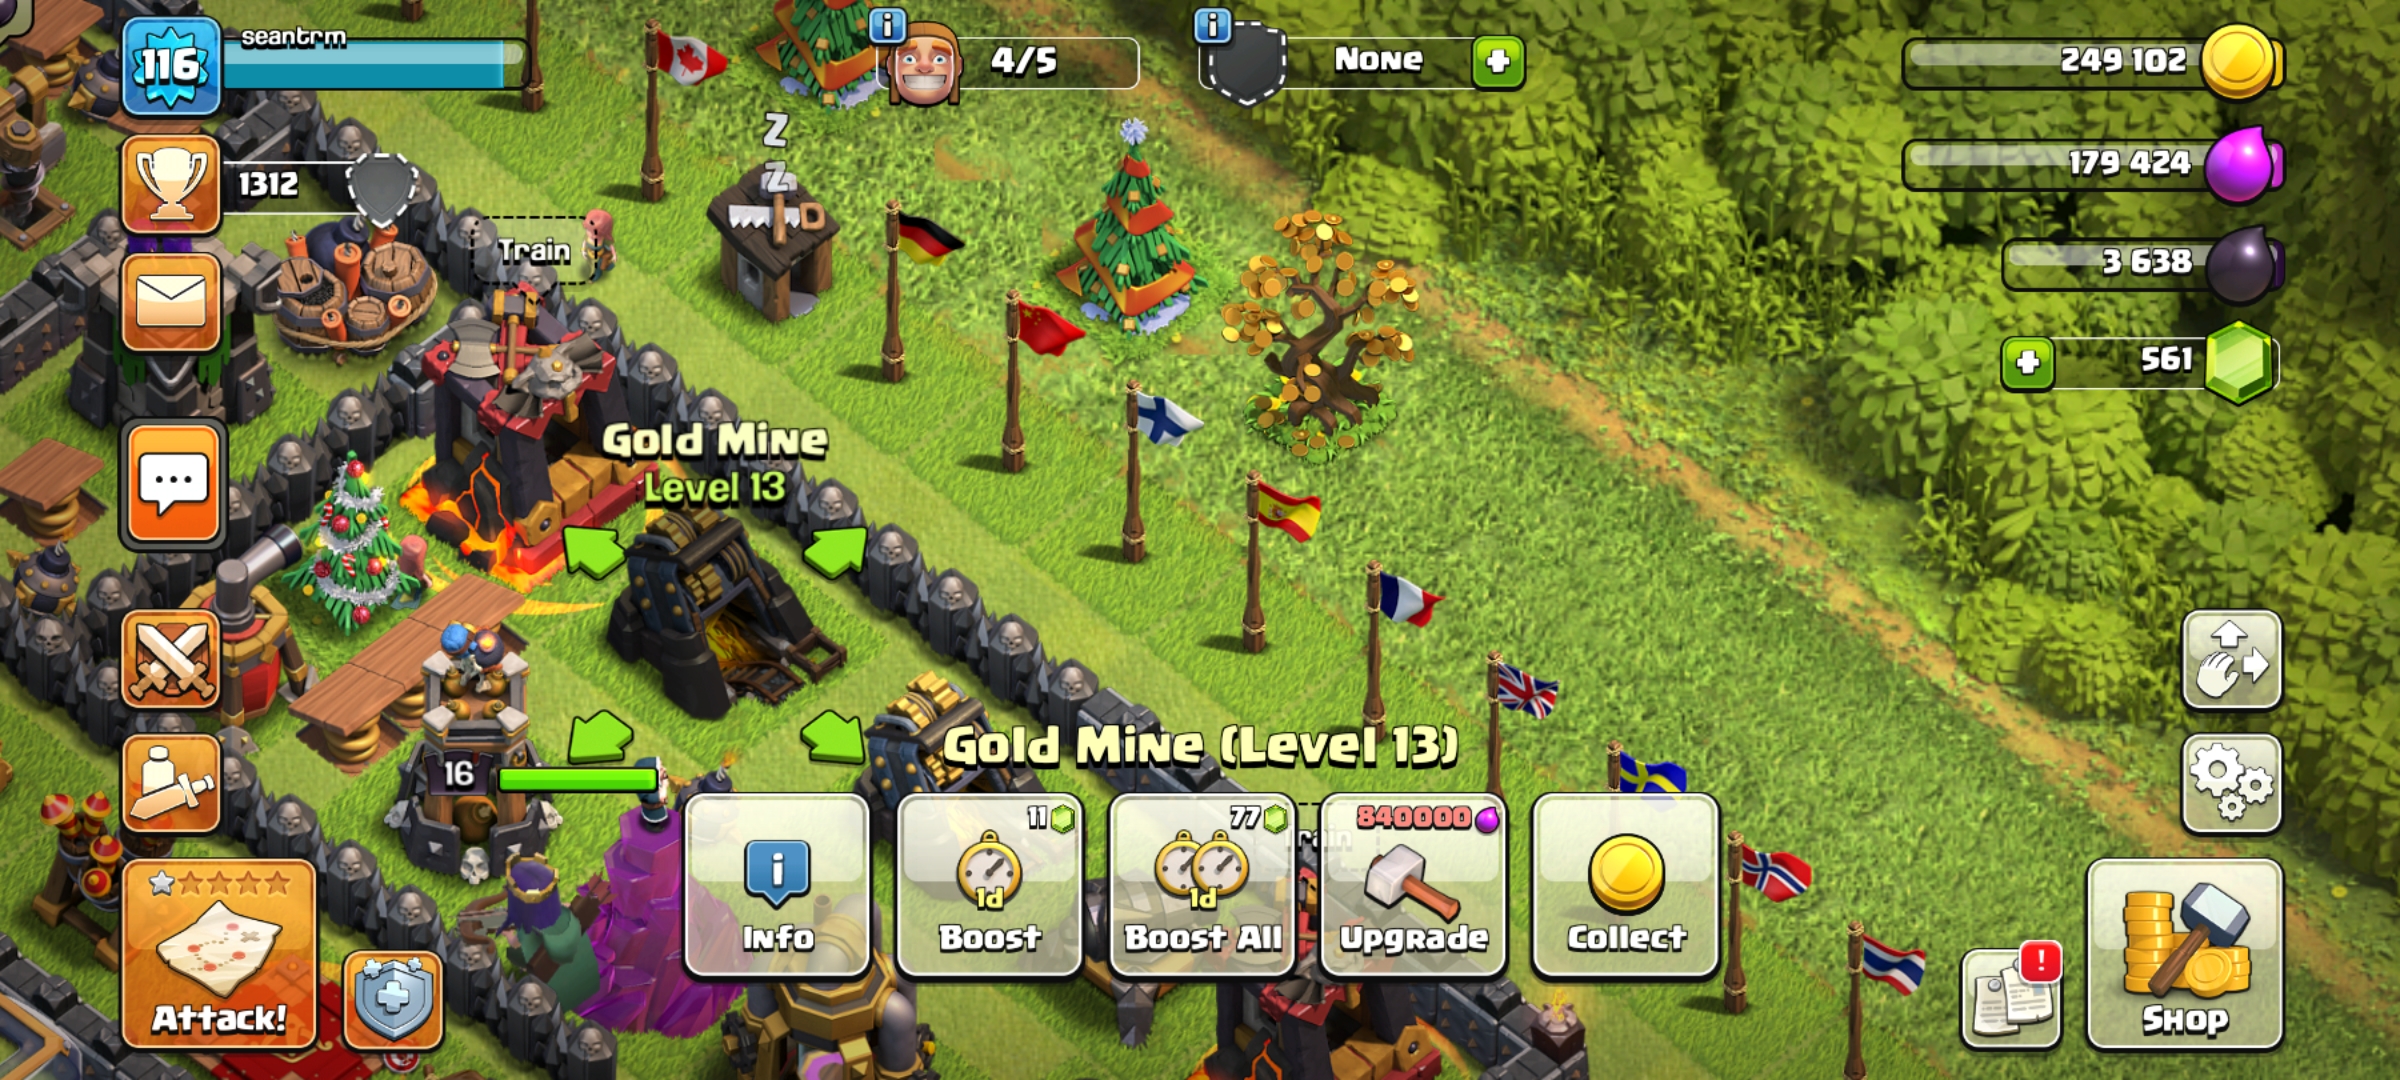 116
seantrm
4/5
None
249 102
1312
179 424
Z
Z
Train
3 638
561
Gold Mine
Level 13
Gold Mine (Level 13)
16
11
77
840000
1d
1d
Info
Boost
Boost All
Upgrade
Collect
Attack!
Shop
!